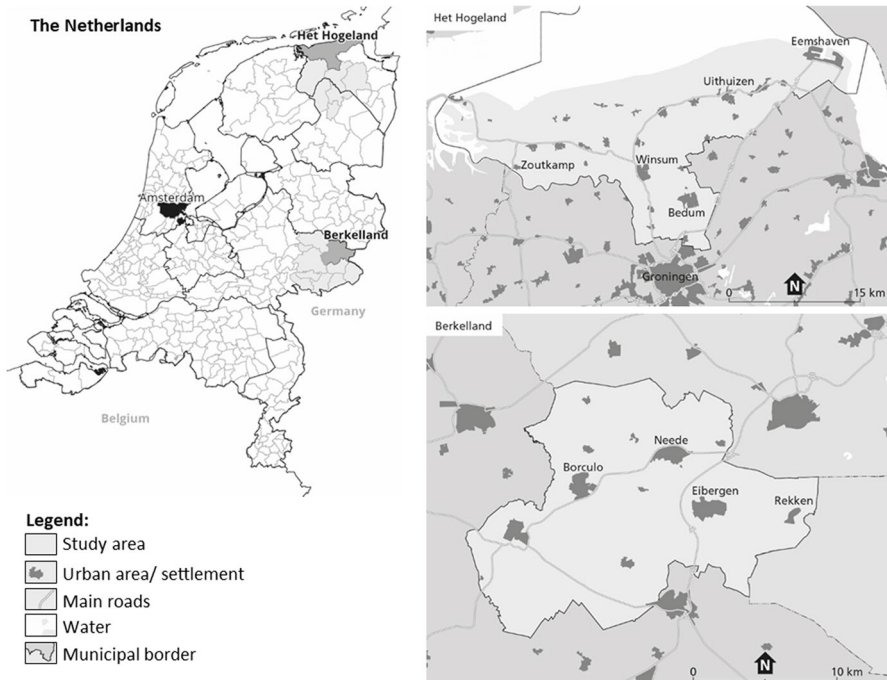 The Netherlands
Het Hogeland
Amsterdam
Berkelland
Germany
Belgium
Legend:
Study area
Urban area/ settlement
Main roads
Water
Municipal border
Het Hogeland
Eemshaven
Uithuizen
Zoutkamp
Winsum
Bedum
Groningen
N
0 15 km
Berkelland
Neede
Borculo
Eibergen
Rekken
N
0 10 km